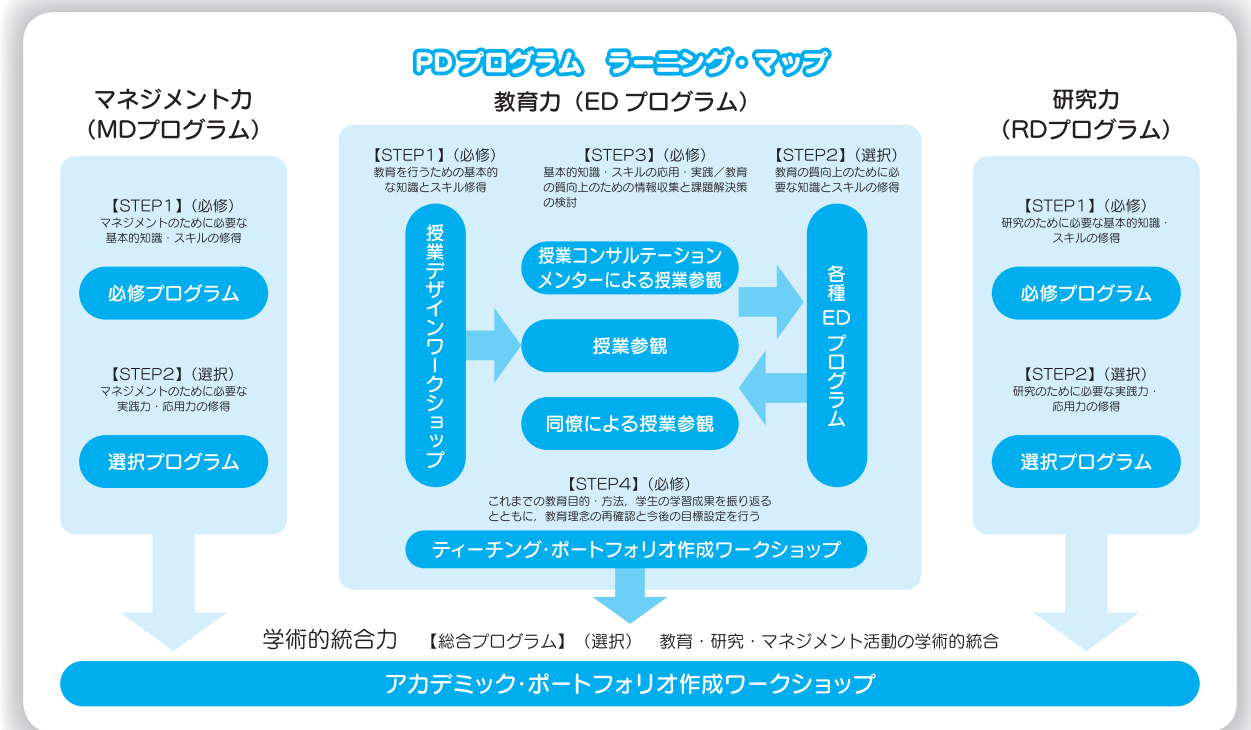 PDプログラム　ラーニング・マップ
マネジメント力
（MDプログラム）
【STEP1】（必修）
マネジメントのために必要な
基本的知識・スキルの修得
必修プログラム
【STEP2】（選択）
マネジメントのために必要な
実践力・応用力の修得
選択プログラム
教育力（ED プログラム）
【STEP1】（必修）
教育を行うための基本的
な知識とスキル修得
授業デザインワークショップ
【STEP3】（必修）
基本的知識・スキルの応用・実践／教育
の質向上のための情報収集と課題解決策
の検討
授業コンサルテーション
メンターによる授業参観
授業参観
同僚による授業参観
【STEP2】（選択）
教育の質向上のために必
要な知識とスキルの修得
各種EDプログラム
【STEP4】（必修）
これまでの教育目的・方法，学生の学習成果を振り返る
とともに，教育理念の再確認と今後の目標設定を行う
ティーチング・ポートフォリオ作成ワークショップ
研究力
（RDプログラム）
【STEP1】（必修）
研究のために必要な基本的知識・
スキルの修得
必修プログラム
【STEP2】（選択）
研究のために必要な実践力・
応用力の修得
選択プログラム
学術的統合力　【総合プログラム】（選択）　教育・研究・マネジメント活動の学術的統合
アカデミック・ポートフォリオ作成ワークショップ